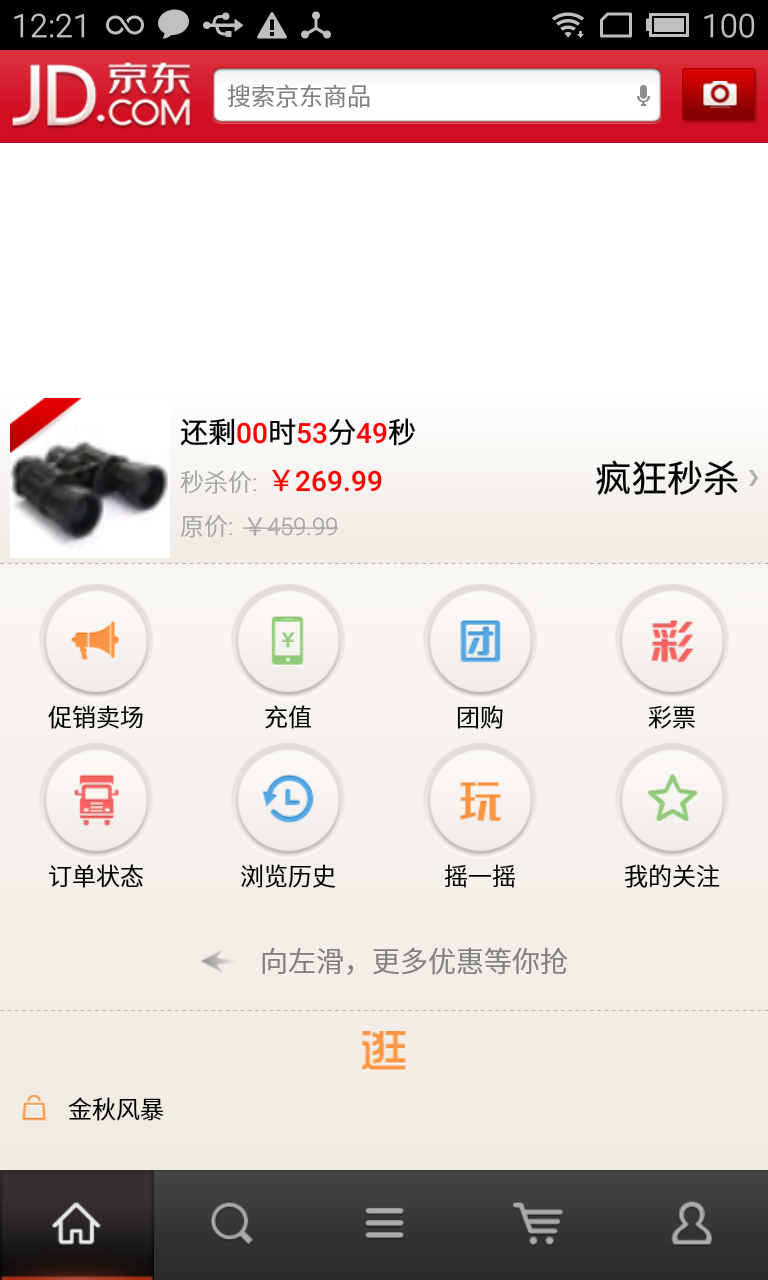 12:21 100
JD.COM 京东
搜索京东商品
还剩00时53分49秒
秒杀价: ￥269.99
疯狂秒杀
原价: ￥459.99
¥ 团 彩
促销卖场 充值 团购 彩票
玩
订单状态 浏览历史 摇一摇 我的关注
向左滑，更多优惠等你抢
逛
金秋风暴